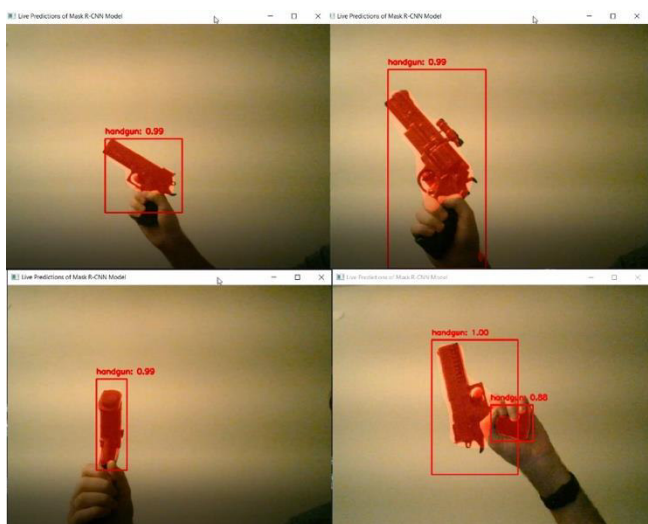 Live Predictions of Mask R-CNN Model
handgun: 0.99
Live Predictions of Mask R-CNN Model
handgun: 0.99
Live Predictions of Mask R-CNN Model
handgun: 0.99
Live Predictions of Mask R-CNN Model
handgun: 1.00
handgun: 0.88